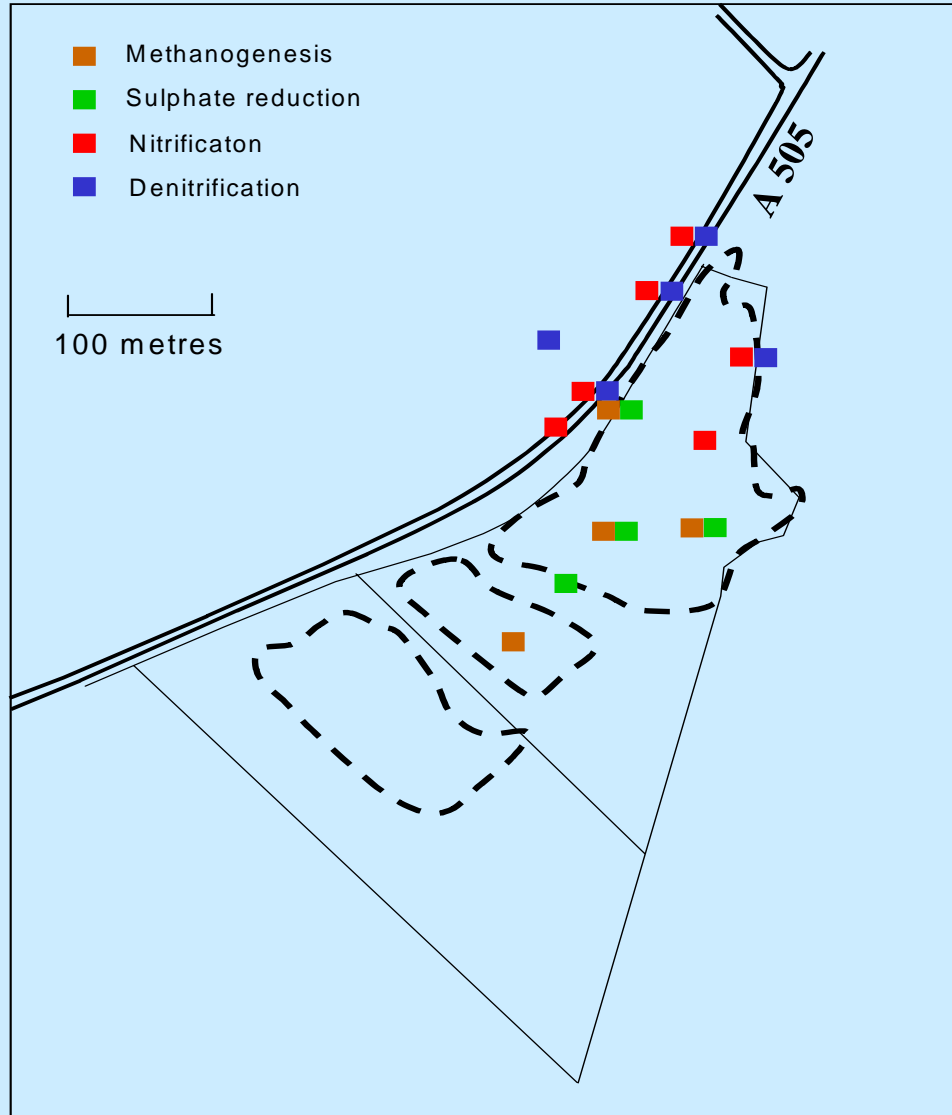 Methanogenesis
Sulphate reduction
Nitrificaton
Denitrification
A 505
100 metres